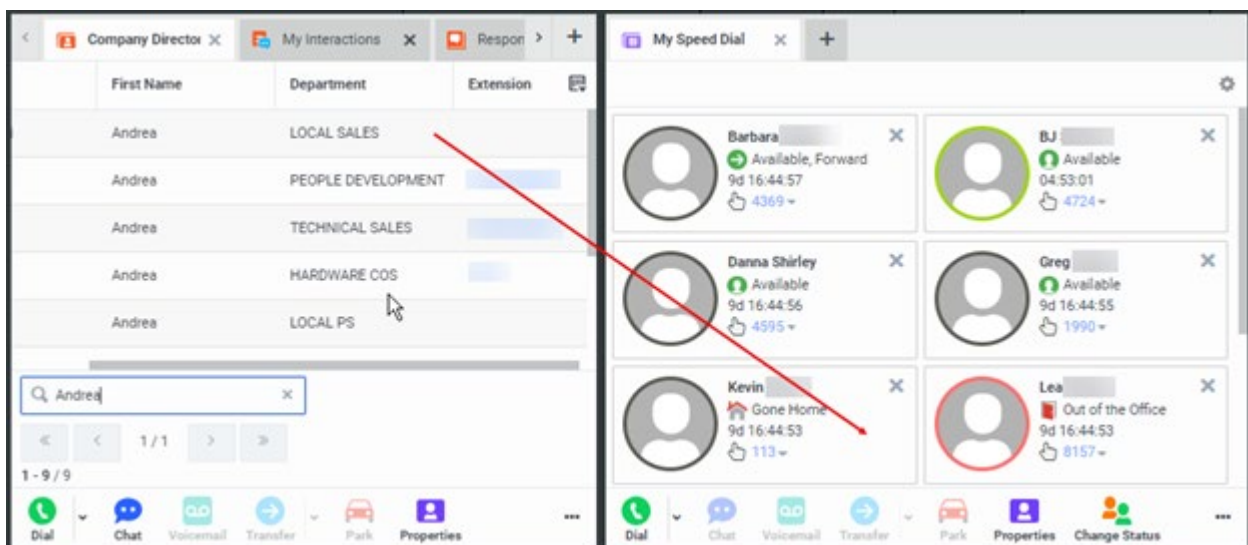 Company Director
My Interactions
Respon
First Name Department Extension
Andrea LOCAL SALES
Andrea PEOPLE DEVELOPMENT
Andrea TECHNICAL SALES
Andrea HARDWARE COS
Andrea LOCAL PS
Andrea
1/1
1 - 9 / 9
Dial Chat Voicemail Transfer Park Properties
My Speed Dial
Barbara
Available, Forward
9d 16:44:57
4369
BJ
Available
04:53:01
4724
Danna Shirley
Available
9d 16:44:56
4595
Greg
Available
9d 16:44:55
1990
Kevin
Gone Home
9d 16:44:53
113
Lea
Out of the Office
9d 16:44:53
8157
Dial Chat Voicemail Transfer Park Properties Change Status